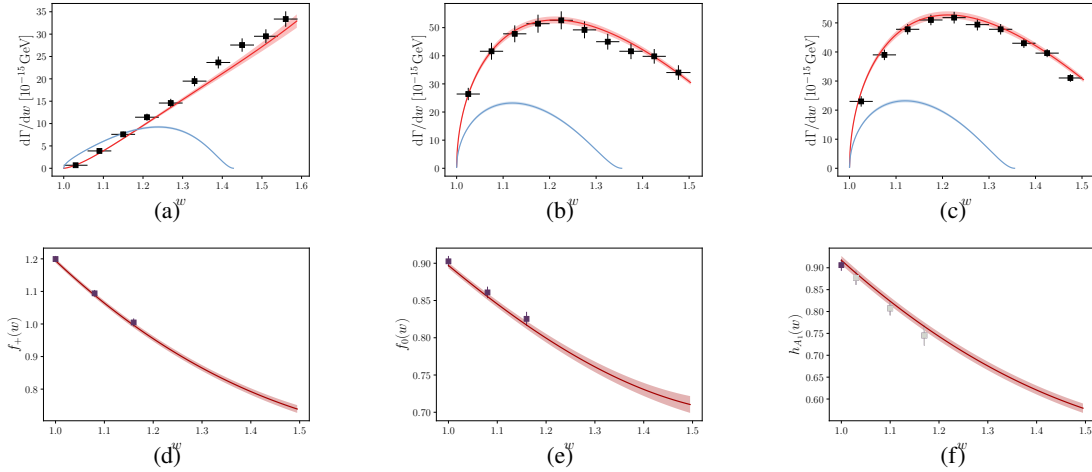 dΓ/dw [10⁻¹⁵ GeV]
35
30
25
20
15
10
5
0
1.0 1.1 1.2 1.3 1.4 1.5 1.6
w
(a)
dΓ/dw [10⁻¹⁵ GeV]
50
40
30
20
10
0
1.0 1.1 1.2 1.3 1.4 1.5
w
(b)
dΓ/dw [10⁻¹⁵ GeV]
50
40
30
20
10
0
1.0 1.1 1.2 1.3 1.4 1.5
w
(c)
f₊(w)
1.2
1.1
1.0
0.9
0.8
1.0 1.1 1.2 1.3 1.4 1.5
w
(d)
f₀(w)
0.90
0.85
0.80
0.75
0.70
1.0 1.1 1.2 1.3 1.4 1.5
w
(e)
h_{A₁}(w)
0.90
0.85
0.80
0.75
0.70
0.65
0.60
1.0 1.1 1.2 1.3 1.4 1.5
w
(f)